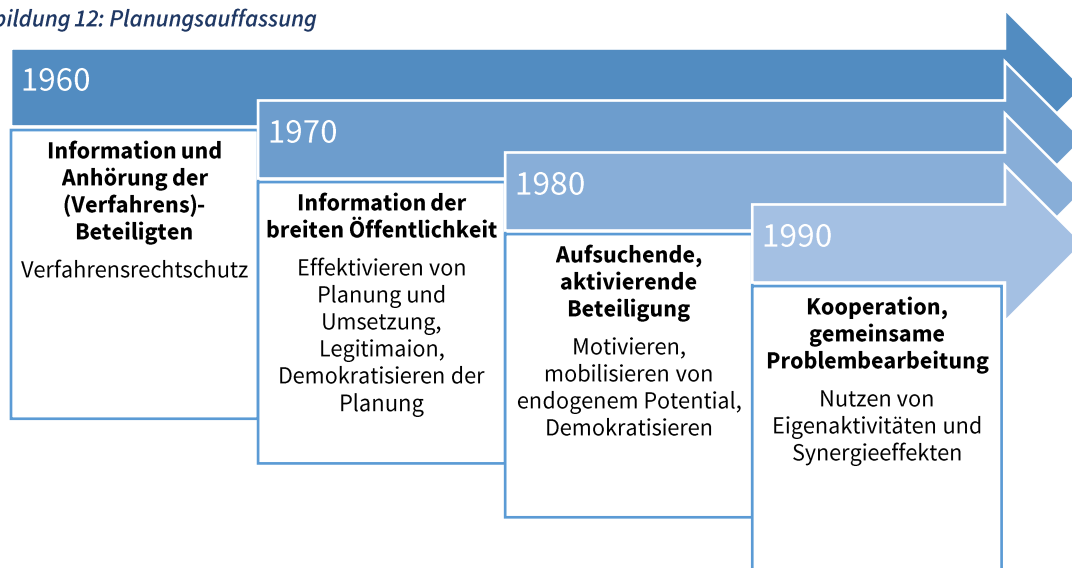 bildung 12: Planungsauffassung
1960
Information und
Anhörung der
(Verfahrens)-
Beteiligten
Verfahrensrechtschutz
1970
Information der
breiten Öffentlichkeit
Effektivieren von
Planung und
Umsetzung,
Legitimaion,
Demokratisieren der
Planung
1980
Aufsuchende,
aktivierende
Beteiligung
Motivieren,
mobilisieren von
endogenem Potential,
Demokratisieren
1990
Kooperation,
gemeinsame
Problembearbeitung
Nutzen von
Eigenaktivitäten und
Synergieeffekten